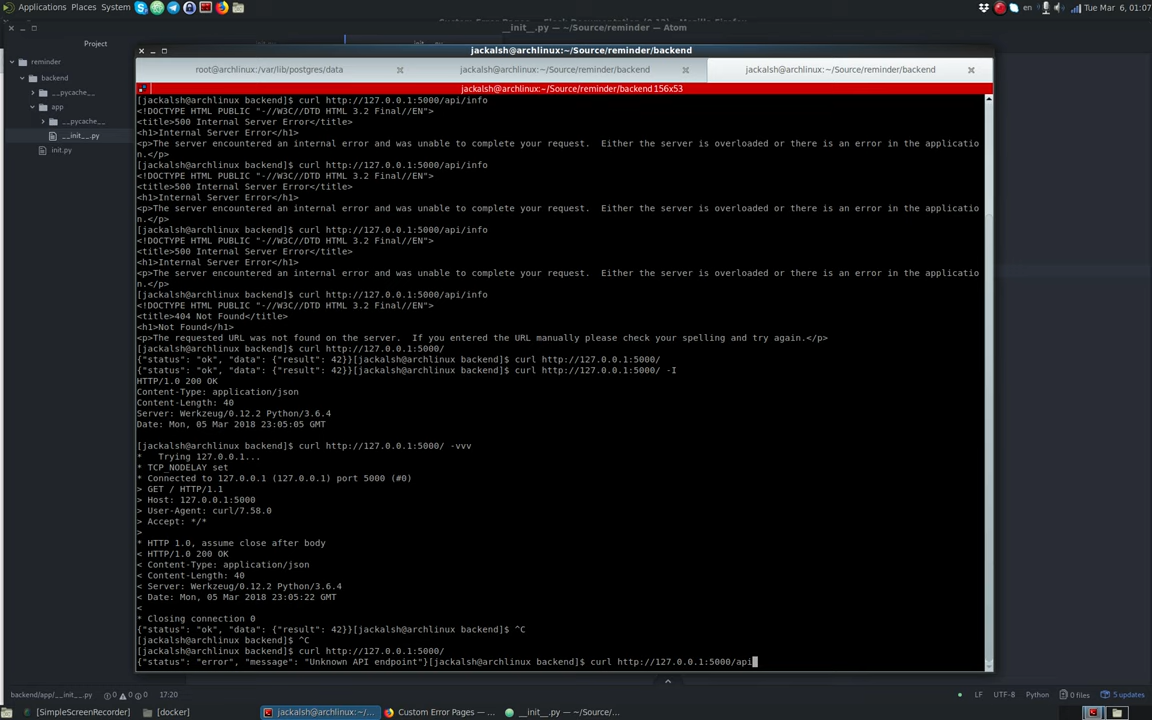 Applications Places System
en
Tue Mar 6, 01:07
Custom Error Pages — Flask Documentation (0.12) - Mozilla Firefox
__init__.py — ~/Source/reminder — Atom
Project
init.py
__init__.py
reminder
backend
__pycache__
app
__pycache__
__init__.py
init.py
jackalsh@archlinux:~/Source/reminder/backend
root@archlinux:/var/lib/postgres/data
jackalsh@archlinux:~/Source/reminder/backend
jackalsh@archlinux:~/Source/reminder/backend
jackalsh@archlinux:~/Source/reminder/backend 156x53
[jackalsh@archlinux backend]$ curl http://127.0.0.1:5000/api/info
<!DOCTYPE HTML PUBLIC "-//W3C//DTD HTML 3.2 Final//EN">
<title>500 Internal Server Error</title>
<h1>Internal Server Error</h1>
<p>The server encountered an internal error and was unable to complete your request.  Either the server is overloaded or there is an error in the applicatio
n.</p>
[jackalsh@archlinux backend]$ curl http://127.0.0.1:5000/api/info
<!DOCTYPE HTML PUBLIC "-//W3C//DTD HTML 3.2 Final//EN">
<title>500 Internal Server Error</title>
<h1>Internal Server Error</h1>
<p>The server encountered an internal error and was unable to complete your request.  Either the server is overloaded or there is an error in the applicatio
n.</p>
[jackalsh@archlinux backend]$ curl http://127.0.0.1:5000/api/info
<!DOCTYPE HTML PUBLIC "-//W3C//DTD HTML 3.2 Final//EN">
<title>500 Internal Server Error</title>
<h1>Internal Server Error</h1>
<p>The server encountered an internal error and was unable to complete your request.  Either the server is overloaded or there is an error in the applicatio
n.</p>
[jackalsh@archlinux backend]$ curl http://127.0.0.1:5000/api/info
<!DOCTYPE HTML PUBLIC "-//W3C//DTD HTML 3.2 Final//EN">
<title>404 Not Found</title>
<h1>Not Found</h1>
<p>The requested URL was not found on the server.  If you entered the URL manually please check your spelling and try again.</p>
[jackalsh@archlinux backend]$ curl http://127.0.0.1:5000/
{"status": "ok", "data": {"result": 42}}[jackalsh@archlinux backend]$ curl http://127.0.0.1:5000/
{"status": "ok", "data": {"result": 42}}[jackalsh@archlinux backend]$ curl http://127.0.0.1:5000/ -I
HTTP/1.0 200 OK
Content-Type: application/json
Content-Length: 40
Server: Werkzeug/0.12.2 Python/3.6.4
Date: Mon, 05 Mar 2018 23:05:05 GMT
[jackalsh@archlinux backend]$ curl http://127.0.0.1:5000/ -vvv
*   Trying 127.0.0.1...
* TCP_NODELAY set
* Connected to 127.0.0.1 (127.0.0.1) port 5000 (#0)
> GET / HTTP/1.1
> Host: 127.0.0.1:5000
> User-Agent: curl/7.58.0
> Accept: */*
>
* HTTP 1.0, assume close after body
< HTTP/1.0 200 OK
< Content-Type: application/json
< Content-Length: 40
< Server: Werkzeug/0.12.2 Python/3.6.4
< Date: Mon, 05 Mar 2018 23:05:22 GMT
<
* Closing connection 0
{"status": "ok", "data": {"result": 42}}[jackalsh@archlinux backend]$ ^C
[jackalsh@archlinux backend]$ ^C
[jackalsh@archlinux backend]$ curl http://127.0.0.1:5000/
{"status": "error", "message": "Unknown API endpoint"}[jackalsh@archlinux backend]$ curl http://127.0.0.1:5000/api
backend/app/__init__.py 0 0 0 17:20
LF UTF-8 Python 0 files 5 updates
[SimpleScreenRecorder]
[docker]
jackalsh@archlinux:~/...
Custom Error Pages — ...
__init__.py — ~/Source/...